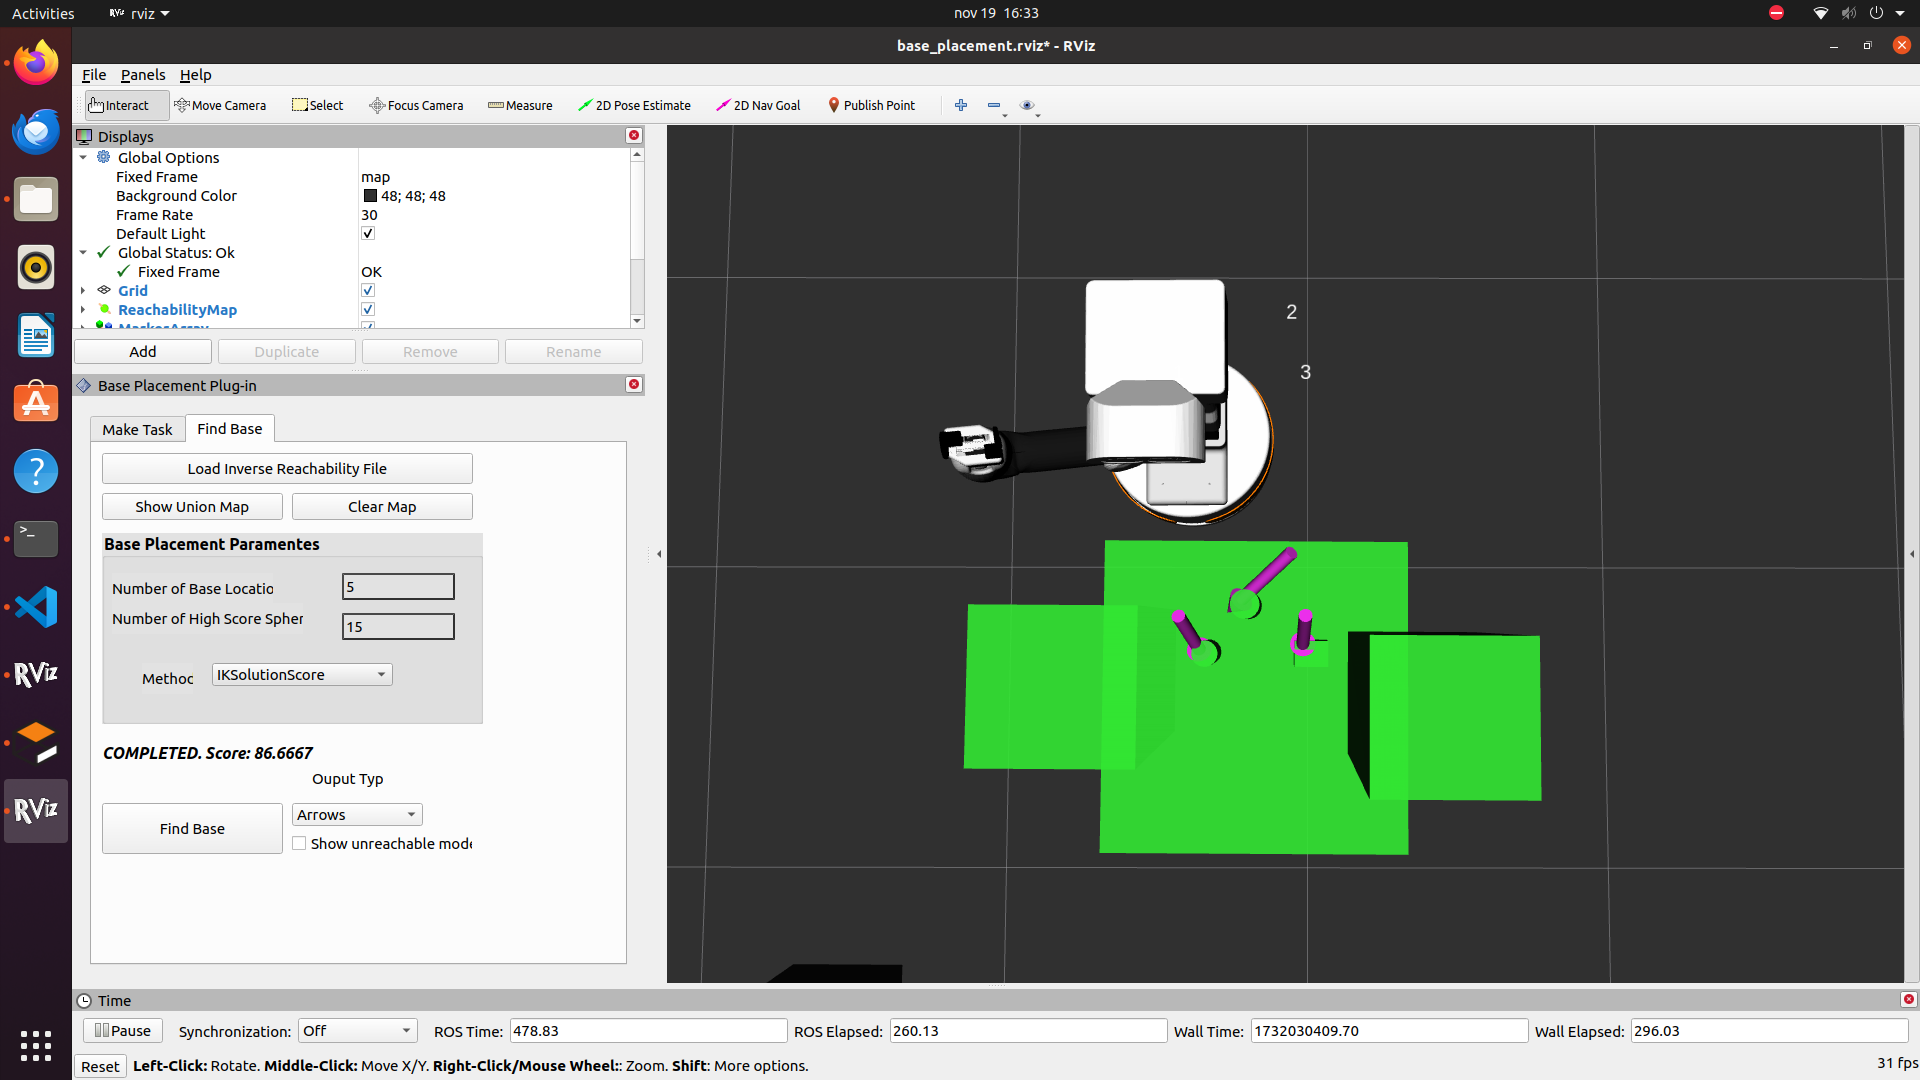 Activities
RViz rviz
nov 19 16:33
base_placement.rviz* - RViz
File Panels Help
Interact Move Camera Select Focus Camera Measure 2D Pose Estimate 2D Nav Goal Publish Point
Displays
Global Options
Fixed Frame map
Background Color 48; 48; 48
Frame Rate 30
Default Light
Global Status: Ok
Fixed Frame OK
Grid
ReachabilityMap
MarkerArray
Add Duplicate Remove Rename
Base Placement Plug-in
Make Task Find Base
Load Inverse Reachability File
Show Union Map Clear Map
Base Placement Paramentes
Number of Base Locatio 5
Number of High Score Spher 15
Method IKSolutionScore
COMPLETED. Score: 86.6667
Ouput Typ
Find Base Arrows
Show unreachable mode
2
3
RViz
RViz
Time
Pause Synchronization: Off ROS Time: 478.83 ROS Elapsed: 260.13 Wall Time: 1732030409.70 Wall Elapsed: 296.03
Reset Left-Click: Rotate. Middle-Click: Move X/Y. Right-Click/Mouse Wheel:: Zoom. Shift: More options. 31 fps